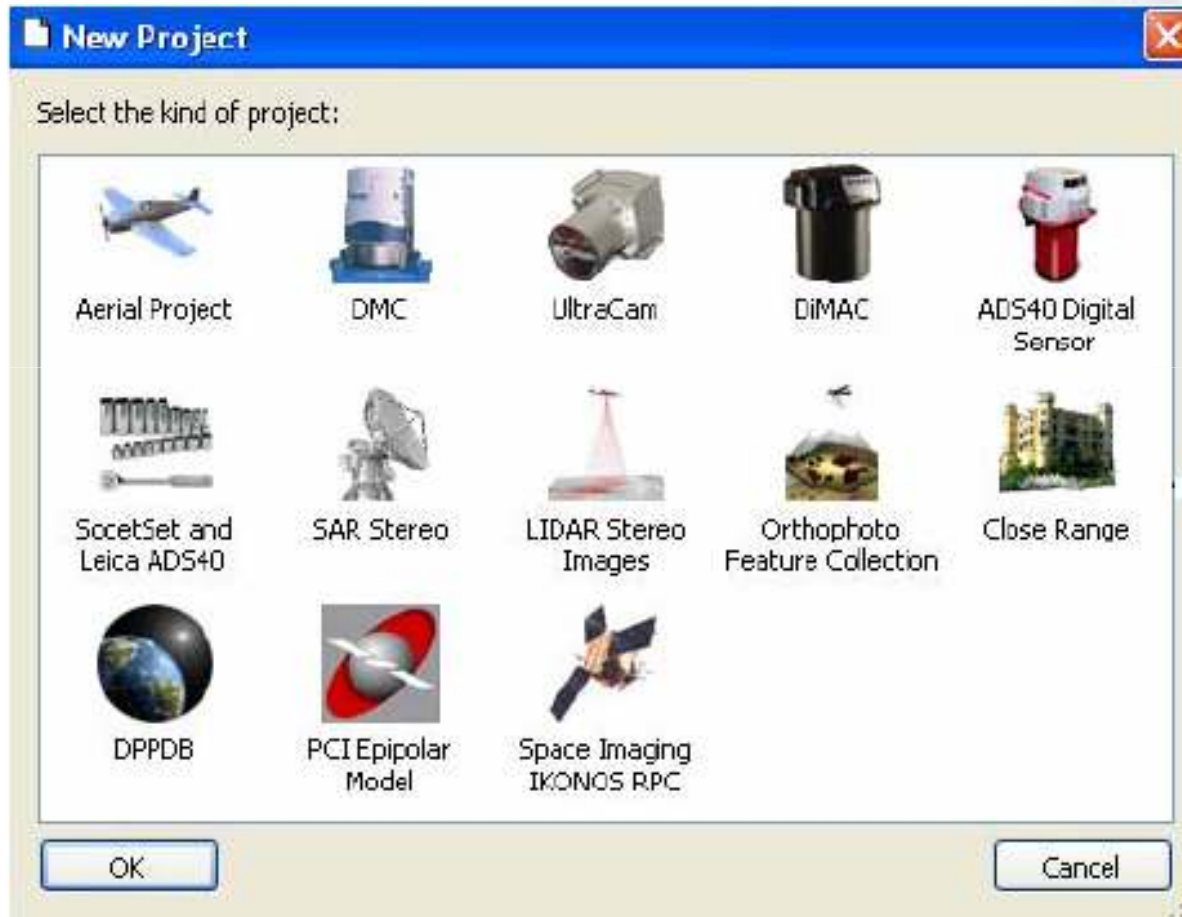 New Project
Select the kind of project:
Aerial Project
DMC
UltraCam
DiMAC
ADS40 Digital
Sensor
SocetSet and
Leica ADS40
SAR Stereo
LIDAR Stereo
Images
Orthophoto
Feature Collection
Close Range
DPPDB
PCI Epipolar
Model
Space Imaging
IKONOS RPC
OK
Cancel